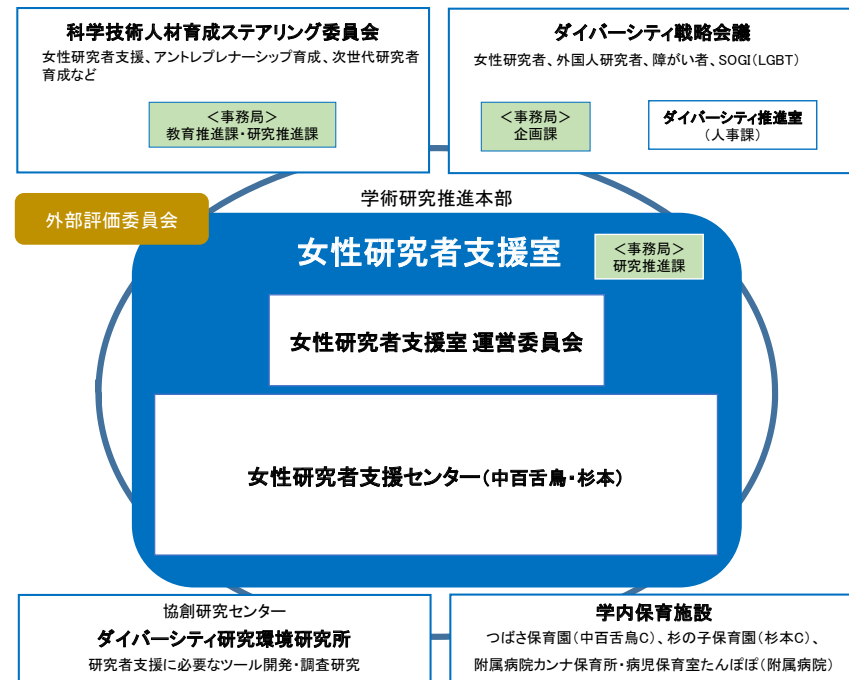 科学技術人材育成ステアリング委員会
女性研究者支援、アントレプレナーシップ育成、次世代研究者
育成など
<事務局>
教育推進課・研究推進課
ダイバーシティ戦略会議
女性研究者、外国人研究者、障がい者、SOGI(LGBT)
<事務局>
企画課
ダイバーシティ推進室
(人事課)
外部評価委員会
学術研究推進本部
女性研究者支援室
<事務局>
研究推進課
女性研究者支援室 運営委員会
女性研究者支援センター(中百舌鳥・杉本)
協創研究センター
ダイバーシティ研究環境研究所
研究者支援に必要なツール開発・調査研究
学内保育施設
つばさ保育園(中百舌鳥C)、杉の子保育園(杉本C)、
附属病院カンナ保育所・病児保育室たんぽぽ(附属病院)